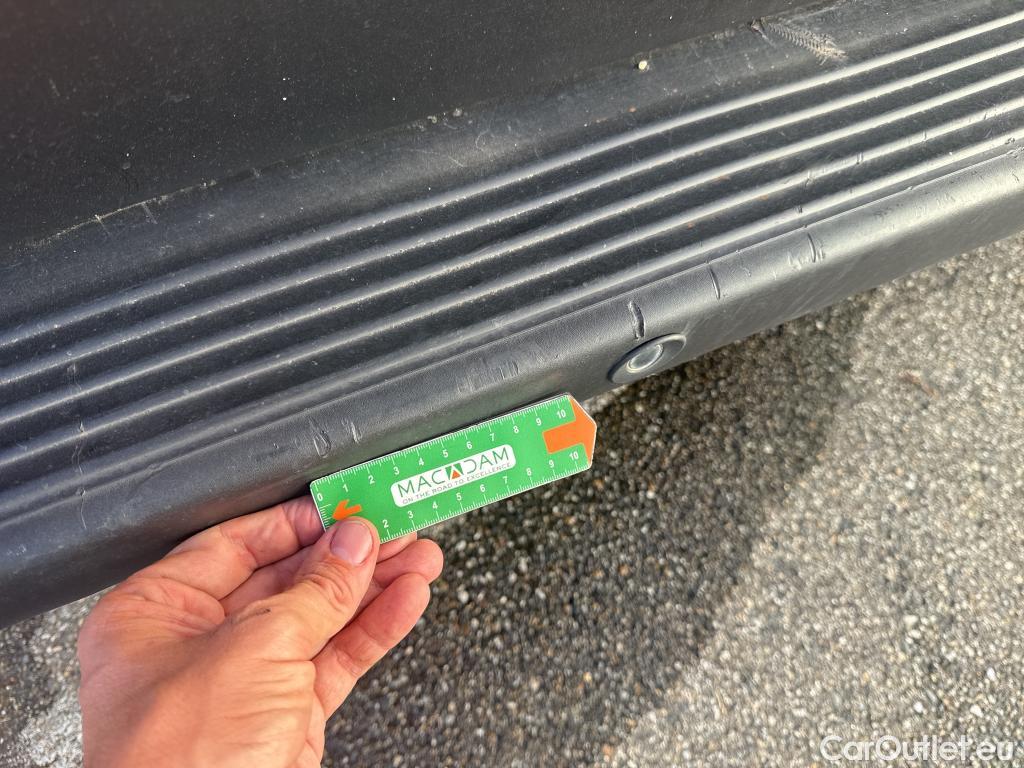 0 1 2 3 4 5 6 7 8 9 10
MACADAM
ON THE ROAD TO EXCELLENCE
2 3 4 5 6 7 8 9 10
CarOutlet.eu